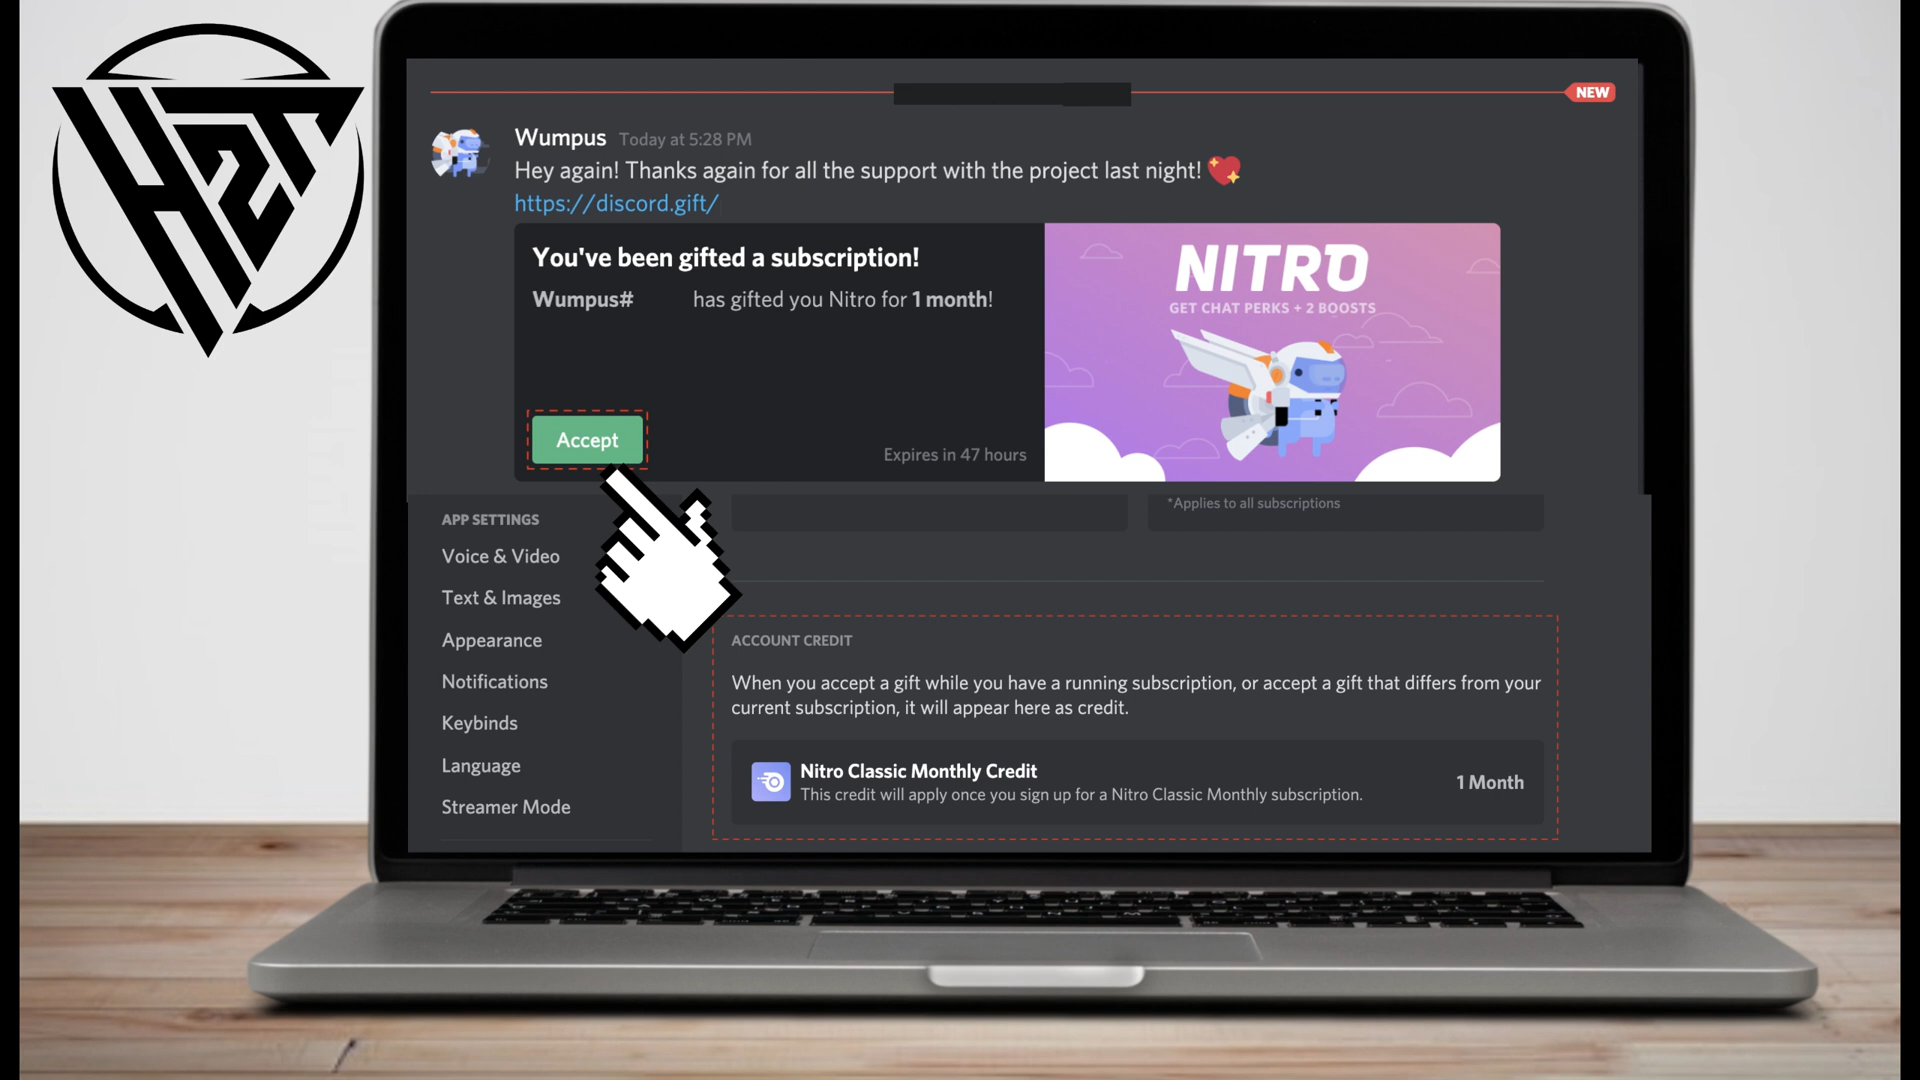 H2T
NEW
Wumpus Today at 5:28 PM
Hey again! Thanks again for all the support with the project last night!
https://discord.gift/
You've been gifted a subscription!
Wumpus# has gifted you Nitro for 1 month!
Accept
Expires in 47 hours
NITRO
GET CHAT PERKS + 2 BOOSTS
*Applies to all subscriptions
APP SETTINGS
Voice & Video
Text & Images
Appearance
Notifications
Keybinds
Language
Streamer Mode
ACCOUNT CREDIT
When you accept a gift while you have a running subscription, or accept a gift that differs from your
current subscription, it will appear here as credit.
Nitro Classic Monthly Credit
This credit will apply once you sign up for a Nitro Classic Monthly subscription.
1 Month